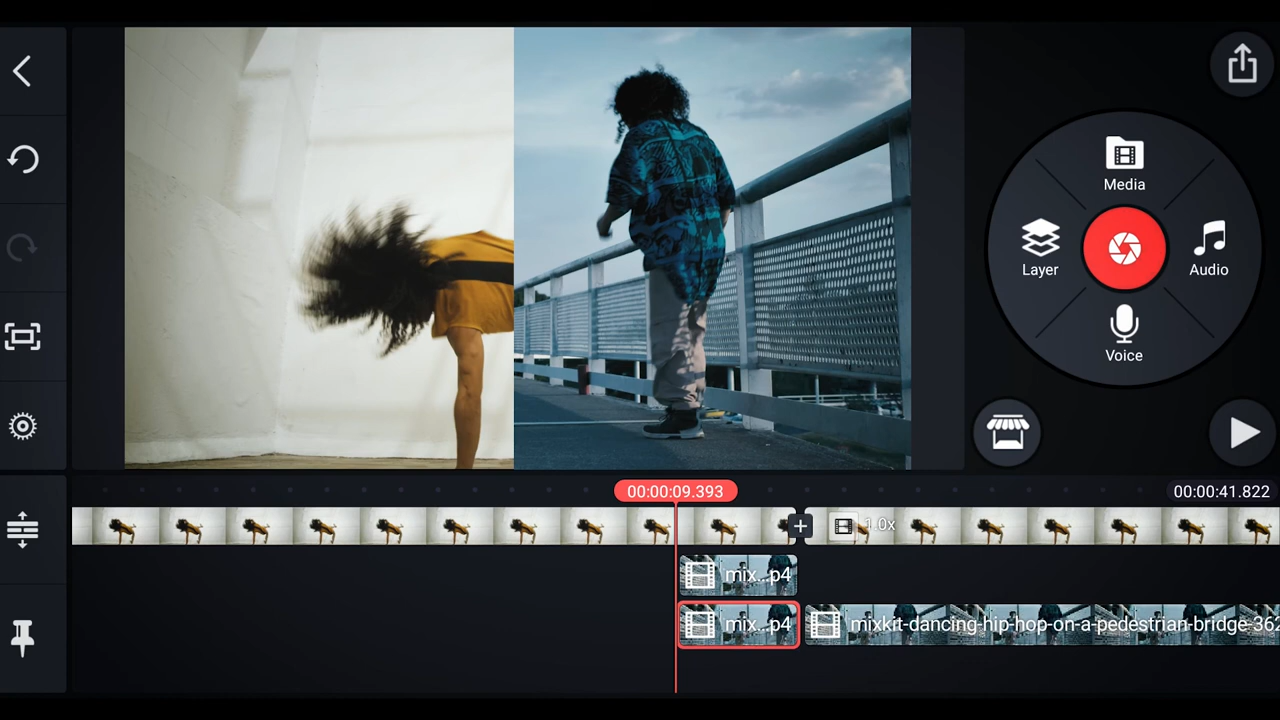 Media
Layer
Audio
Voice
00:00:09.393
00:00:41.822
1.0x
mix...p4
mix...p4
mixkit-dancing-hip-hop-on-a-pedestrian-bridge-362